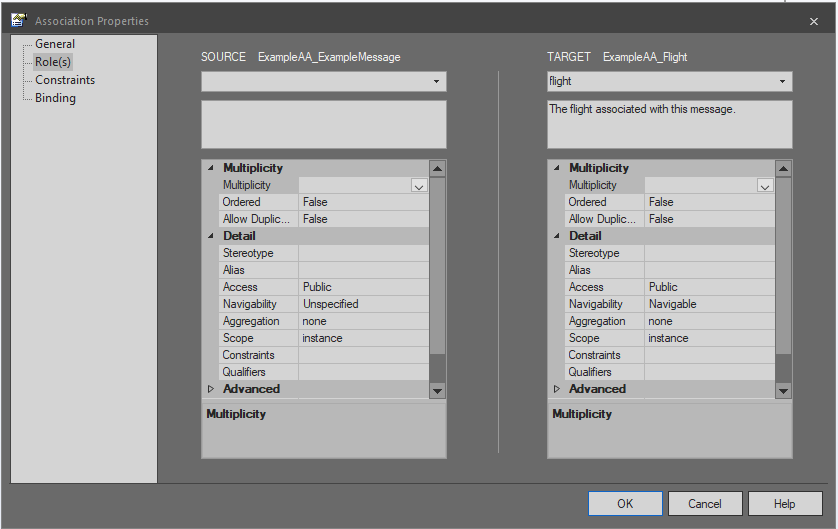 Association Properties
General
Role(s)
Constraints
Binding
SOURCE ExampleAA_ExampleMessage
Multiplicity
Multiplicity
Ordered False
Allow Duplic... False
Detail
Stereotype
Alias
Access Public
Navigability Unspecified
Aggregation none
Scope instance
Constraints
Qualifiers
Advanced
Multiplicity
TARGET ExampleAA_Flight
flight
The flight associated with this message.
Multiplicity
Multiplicity
Ordered False
Allow Duplic... False
Detail
Stereotype
Alias
Access Public
Navigability Navigable
Aggregation none
Scope instance
Constraints
Qualifiers
Advanced
Multiplicity
OK Cancel Help